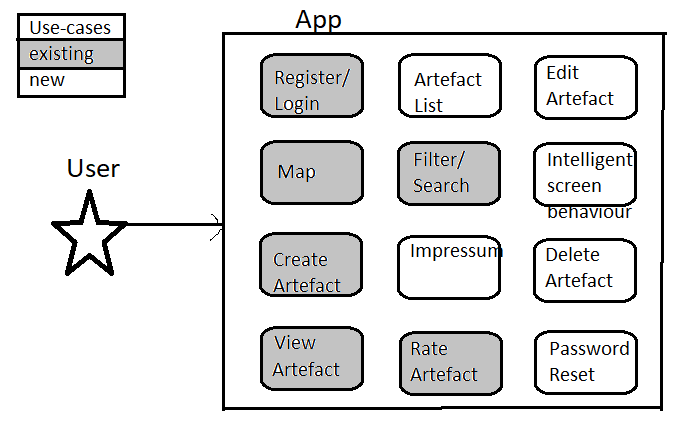 App
Use-cases
existing
new
User
Register/
Login
Artefact
List
Edit
Artefact
Map
Filter/
Search
Intelligent
screen
behaviour
Create
Artefact
Impressum
Delete
Artefact
View
Artefact
Rate
Artefact
Password
Reset